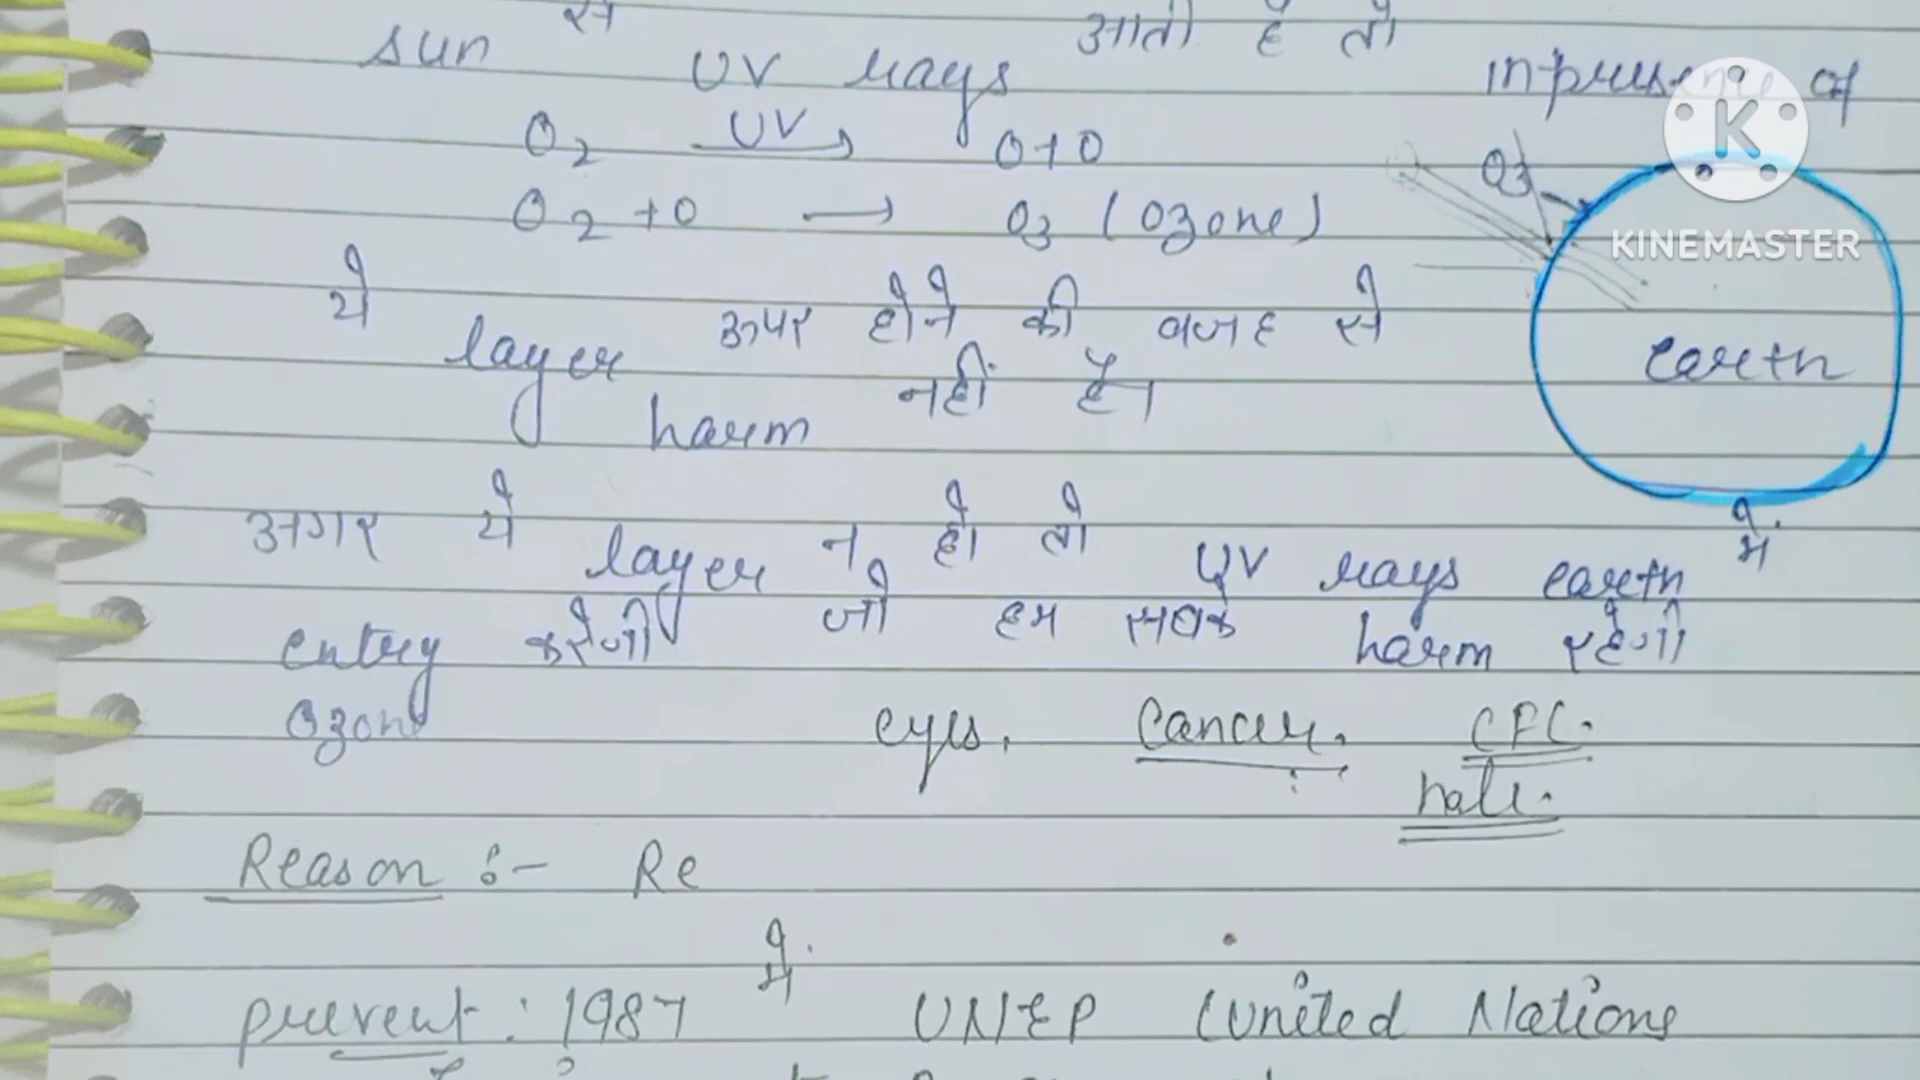 sun से UV rays आती है तो in presence of
O2 UV → O+O
O3
O2 + O → O3 (Ozone)
KINEMASTER
ये layer ऊपर होने की वजह से
earth
harm नहीं है।
अगर ये layer न हो तो UV rays earth में
entry करेगी जो हम सबके harm रहेगी
Ozone eyes, Cancer. CFC.
hole.
Reason :- Re
prevent : 1987 में UNEP (United Nations